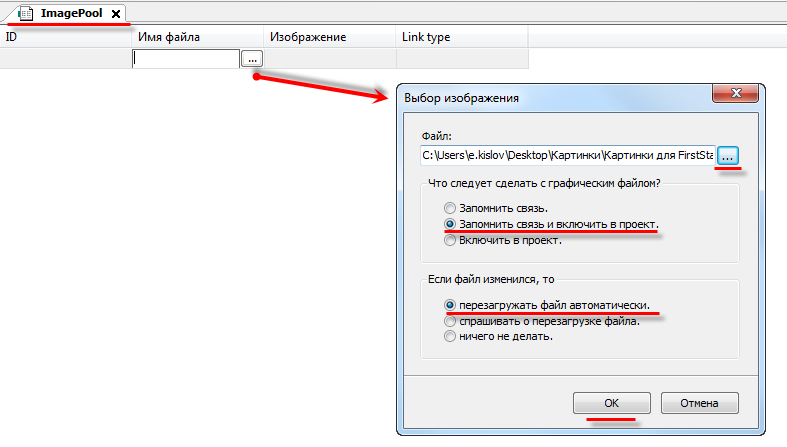 ImagePool
ID Имя файла Изображение Link type
...
Выбор изображения
Файл:
C:\Users\e.kislov\Desktop\Картинки\Картинки для FirstSta ...
Что следует сделать с графическим файлом?
Запомнить связь.
Запомнить связь и включить в проект.
Включить в проект.
Если файл изменился, то
перезагружать файл автоматически.
спрашивать о перезагрузке файла.
ничего не делать.
OK Отмена